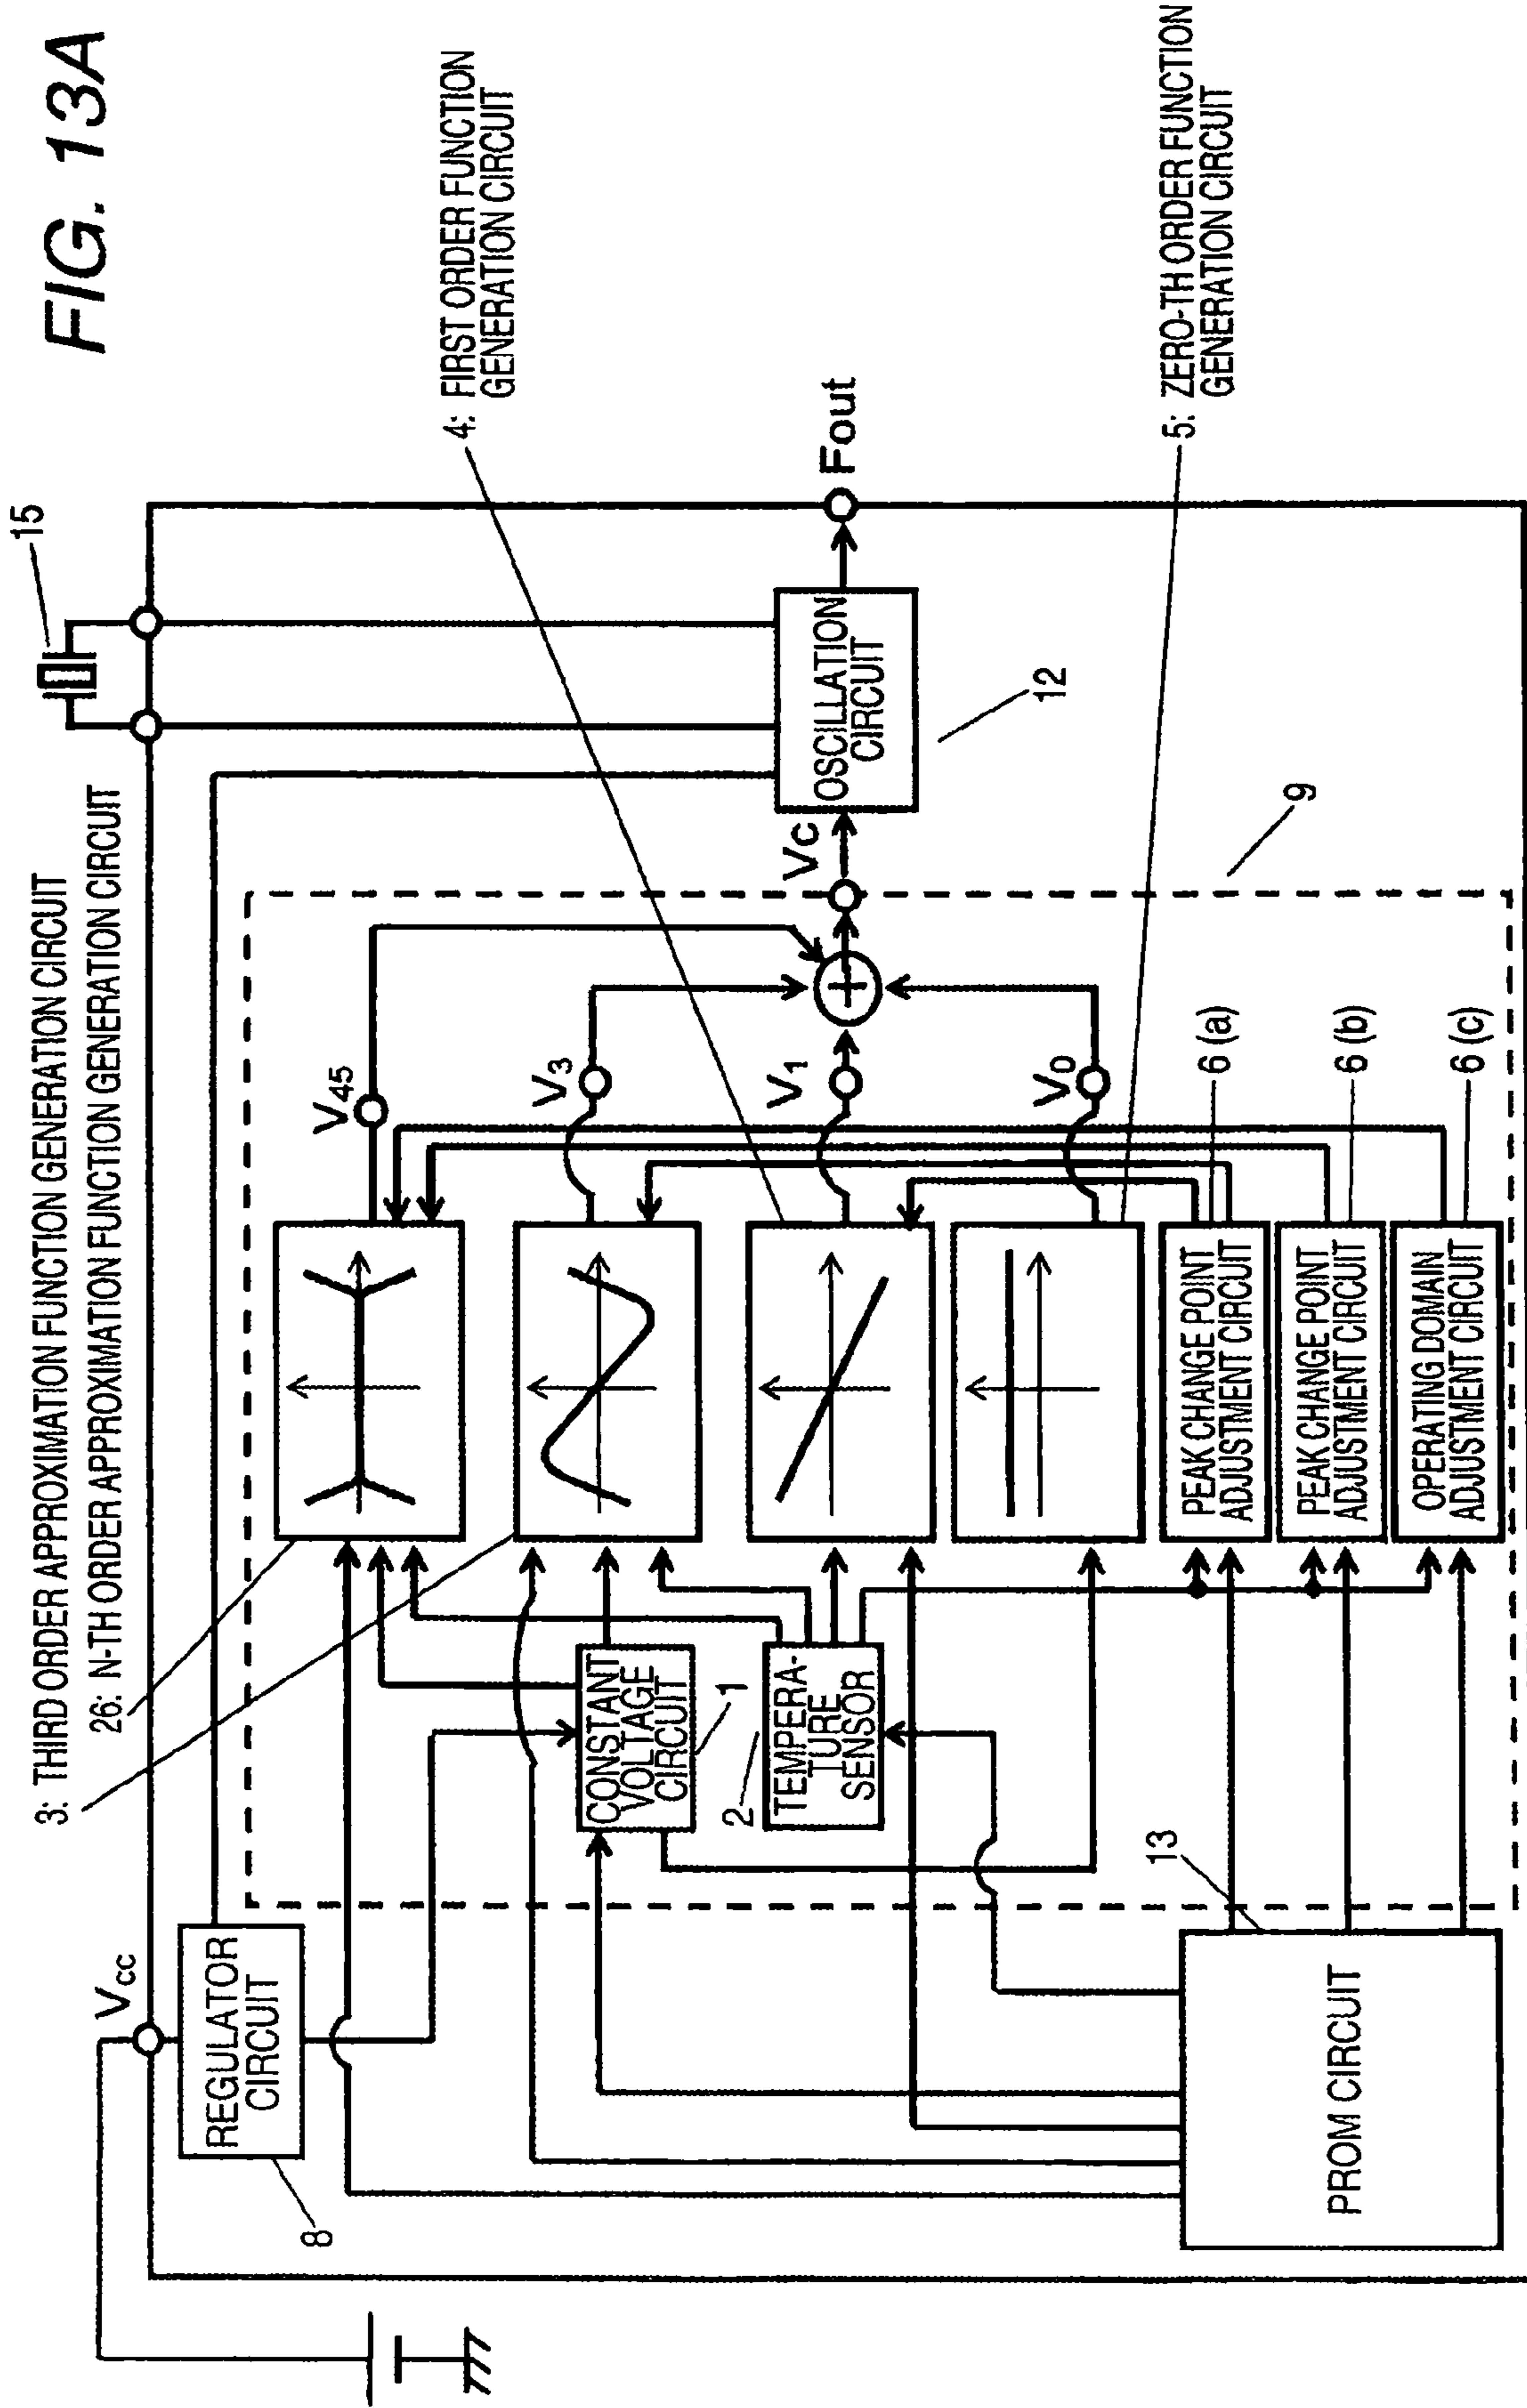 FIG. 13A
3: THIRD ORDER APPROXIMATION FUNCTION GENERATION CIRCUIT
26: N-TH ORDER APPROXIMATION FUNCTION GENERATION CIRCUIT
15
Vcc
REGULATOR
CIRCUIT
8
V45
V3
V1
V0
Vc
4: FIRST ORDER FUNCTION
GENERATION CIRCUIT
Fout
OSCILLATION
CIRCUIT
12
CONSTANT
VOLTAGE
CIRCUIT
1
2
TEMPERA-
TURE
SENSOR
+
9
5: ZERO-TH ORDER FUNCTION
GENERATION CIRCUIT
13
PROM CIRCUIT
PEAK CHANGE POINT
ADJUSTMENT CIRCUIT
6 (a)
PEAK CHANGE POINT
ADJUSTMENT CIRCUIT
6 (b)
OPERATING DOMAIN
ADJUSTMENT CIRCUIT
6 (c)